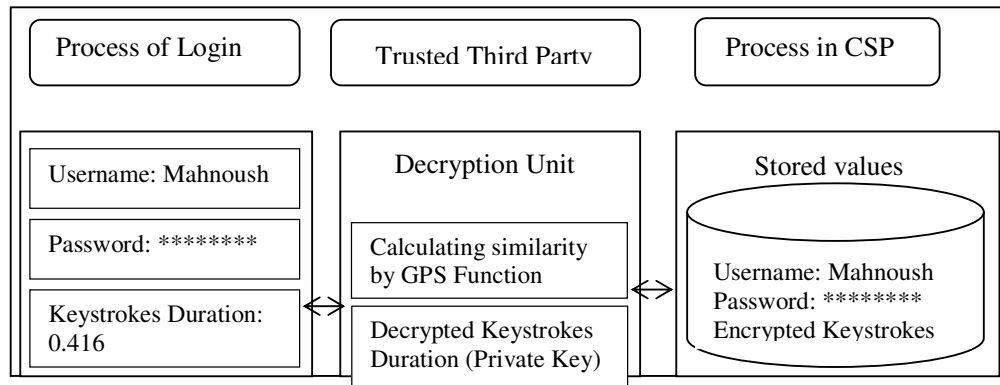 Process of Login
Trusted Third Party
Process in CSP
Username: Mahnoush
Password: ********
Keystrokes Duration:
0.416
Decryption Unit
Calculating similarity
by GPS Function
Decrypted Keystrokes
Duration (Private Key)
Stored values
Username: Mahnoush
Password: ********
Encrypted Keystrokes